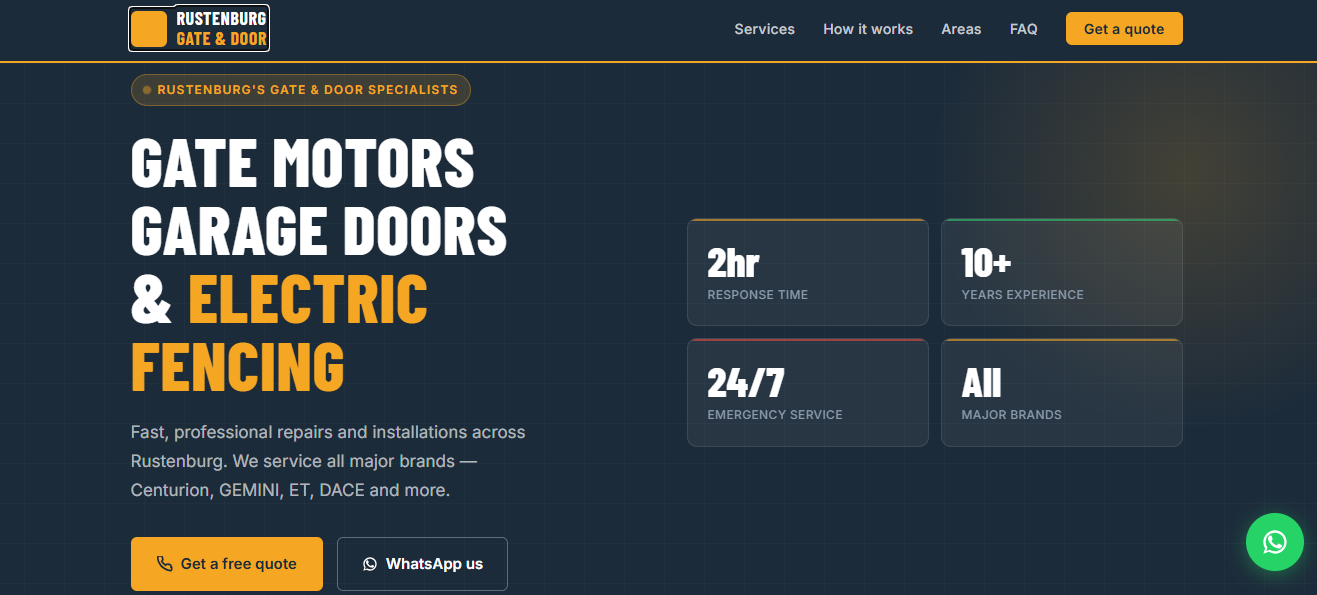 RUSTENBURG
GATE & DOOR
Services
How it works
Areas
FAQ
Get a quote
RUSTENBURG'S GATE & DOOR SPECIALISTS
GATE MOTORS
GARAGE DOORS
& ELECTRIC
FENCING
Fast, professional repairs and installations across
Rustenburg. We service all major brands —
Centurion, GEMINI, ET, DACE and more.
Get a free quote
WhatsApp us
2hr
RESPONSE TIME
10+
YEARS EXPERIENCE
24/7
EMERGENCY SERVICE
All
MAJOR BRANDS